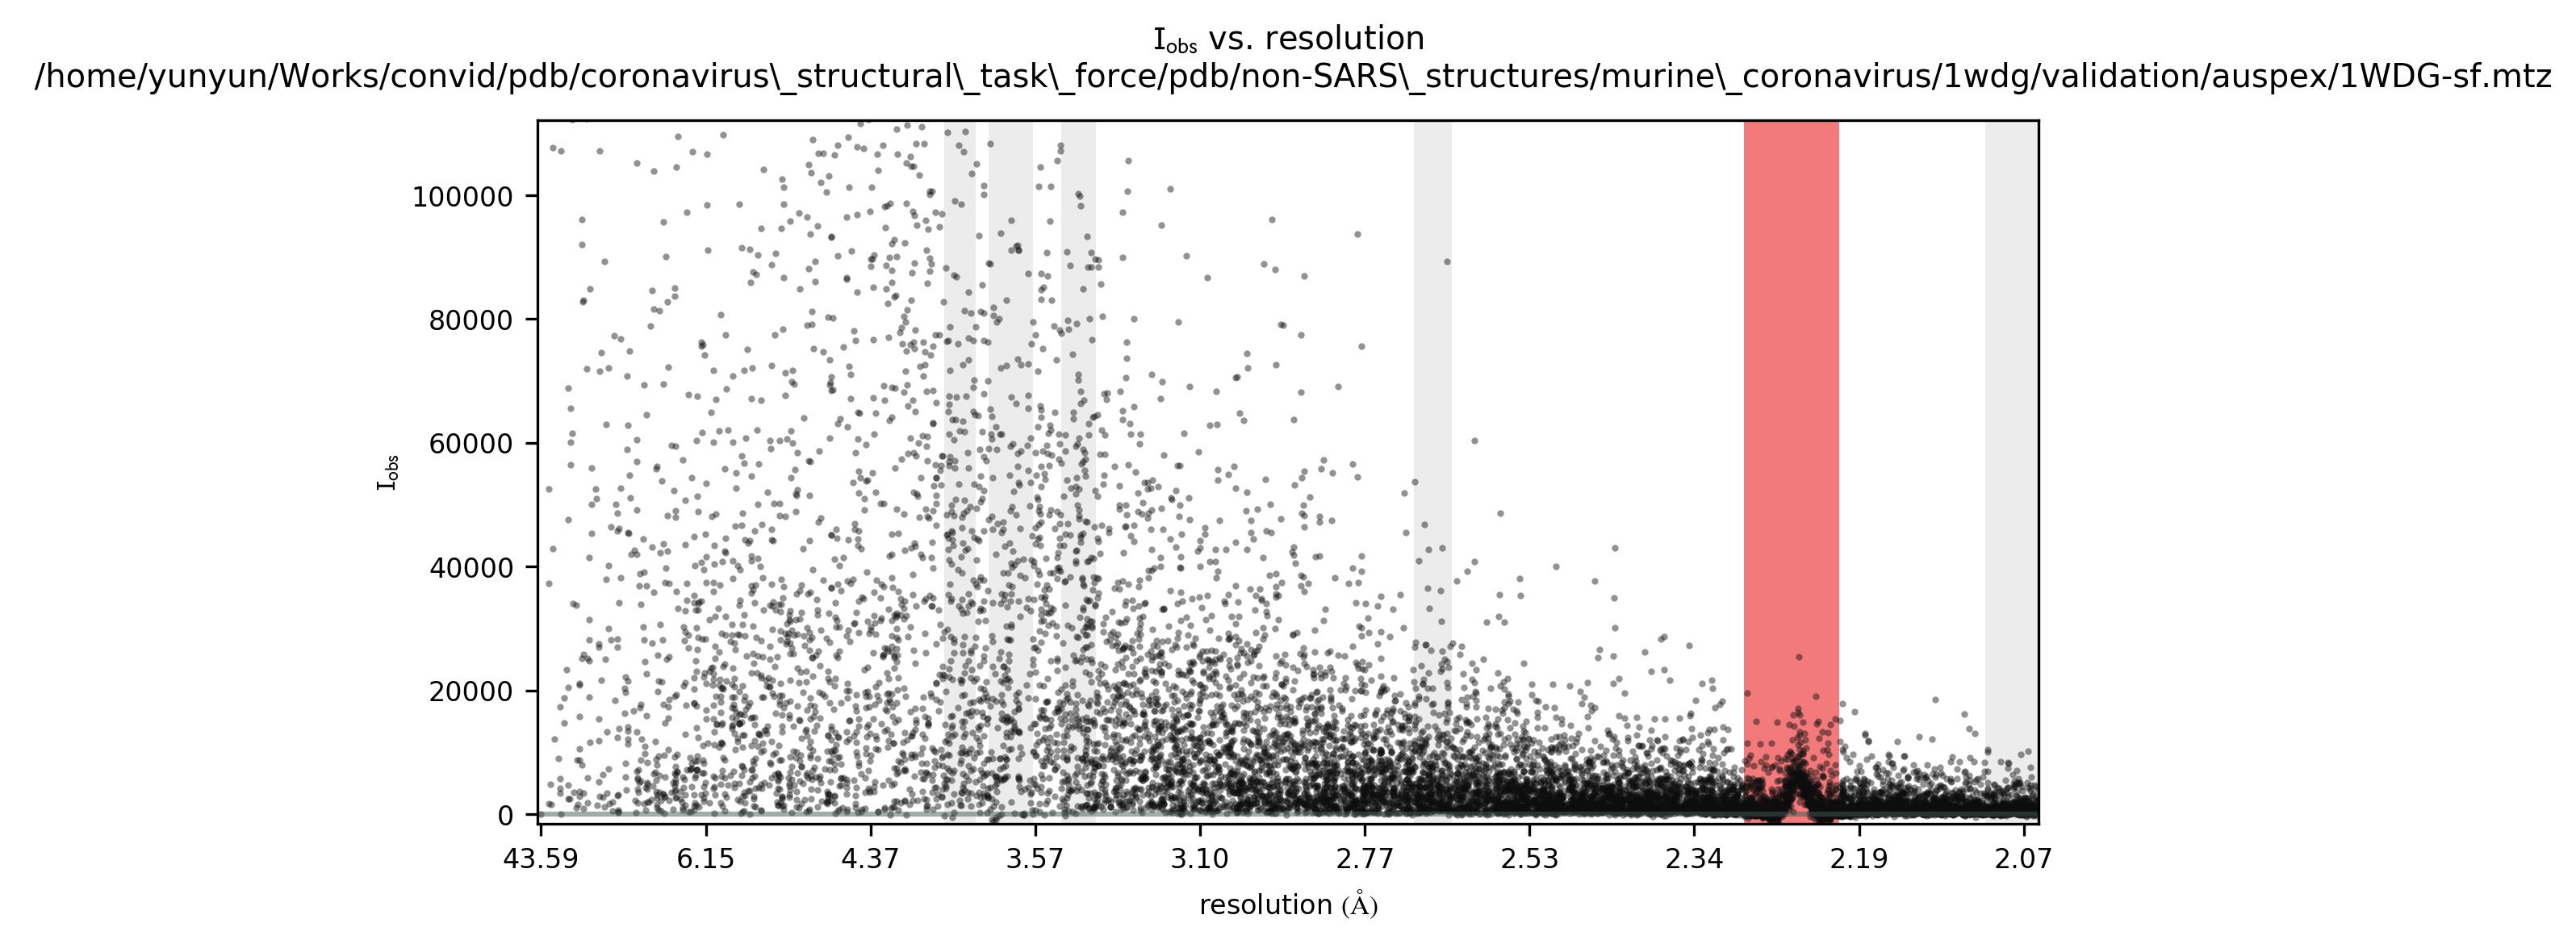 Iobs vs. resolution
/home/yunyun/Works/convid/pdb/coronavirus\_structural\_task\_force/pdb/non-SARS\_structures/murine\_coronavirus/1wdg/validation/auspex/1WDG-sf.mtz
100000
80000
60000
40000
20000
0
Iobs
43.59 6.15 4.37 3.57 3.10 2.77 2.53 2.34 2.19 2.07
resolution (Å)